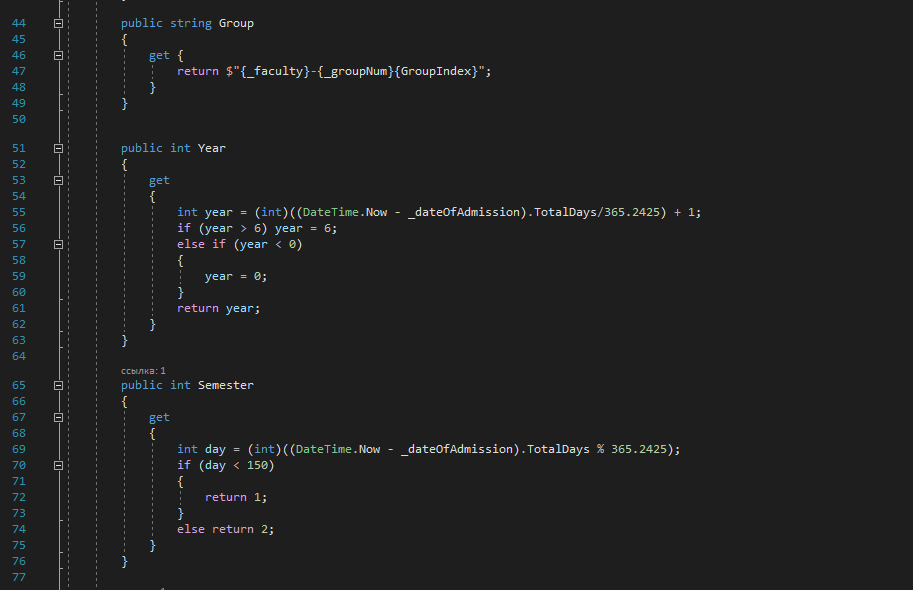 44 public string Group
45 {
46 get {
47 return $"{_faculty}-{_groupNum}{GroupIndex}";
48 }
49 }
50
51 public int Year
52 {
53 get
54 {
55 int year = (int)((DateTime.Now - _dateOfAdmission).TotalDays/365.2425) + 1;
56 if (year > 6) year = 6;
57 else if (year < 0)
58 {
59 year = 0;
60 }
61 return year;
62 }
63 }
64
ссылка: 1
65 public int Semester
66 {
67 get
68 {
69 int day = (int)((DateTime.Now - _dateOfAdmission).TotalDays % 365.2425);
70 if (day < 150)
71 {
72 return 1;
73 }
74 else return 2;
75 }
76 }
77